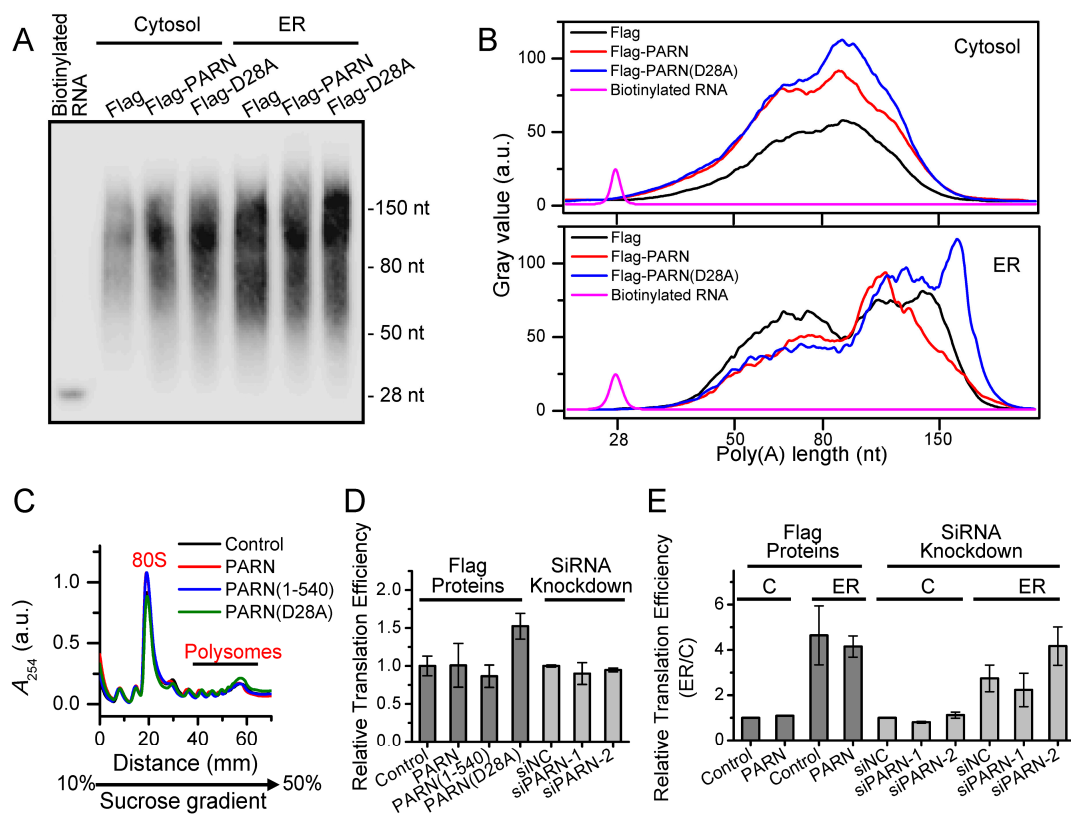 A
Biotinylated
RNA
Cytosol
ER
Flag
Flag-PARN
Flag-D28A
Flag
Flag-PARN
Flag-D28A
-150 nt
- 80 nt
- 50 nt
- 28 nt
B
Gray value (a.u.)
100
50
0
Flag
Flag-PARN
Flag-PARN(D28A)
Biotinylated RNA
Cytosol
100
50
0
Flag
Flag-PARN
Flag-PARN(D28A)
Biotinylated RNA
ER
28
50
80
150
Poly(A) length (nt)
C
A254 (a.u.)
1.0
0.5
0.0
80S
Control
PARN
PARN(1-540)
PARN(D28A)
Polysomes
0
20
40
60
Distance (mm)
10%
50%
Sucrose gradient
D
Relative Translation Efficiency
2.0
1.5
1.0
0.5
0.0
Flag
Proteins
SiRNA
Knockdown
Control
PARN
PARN(1-540)
PARN(D28A)
siNC
siPARN-1
siPARN-2
E
Relative Translation Efficiency
(ER/C)
6
4
2
0
Flag
Proteins
SiRNA
Knockdown
C
ER
C
ER
Control
PARN
Control
PARN
siNC
siPARN-1
siPARN-2
siNC
siPARN-1
siPARN-2